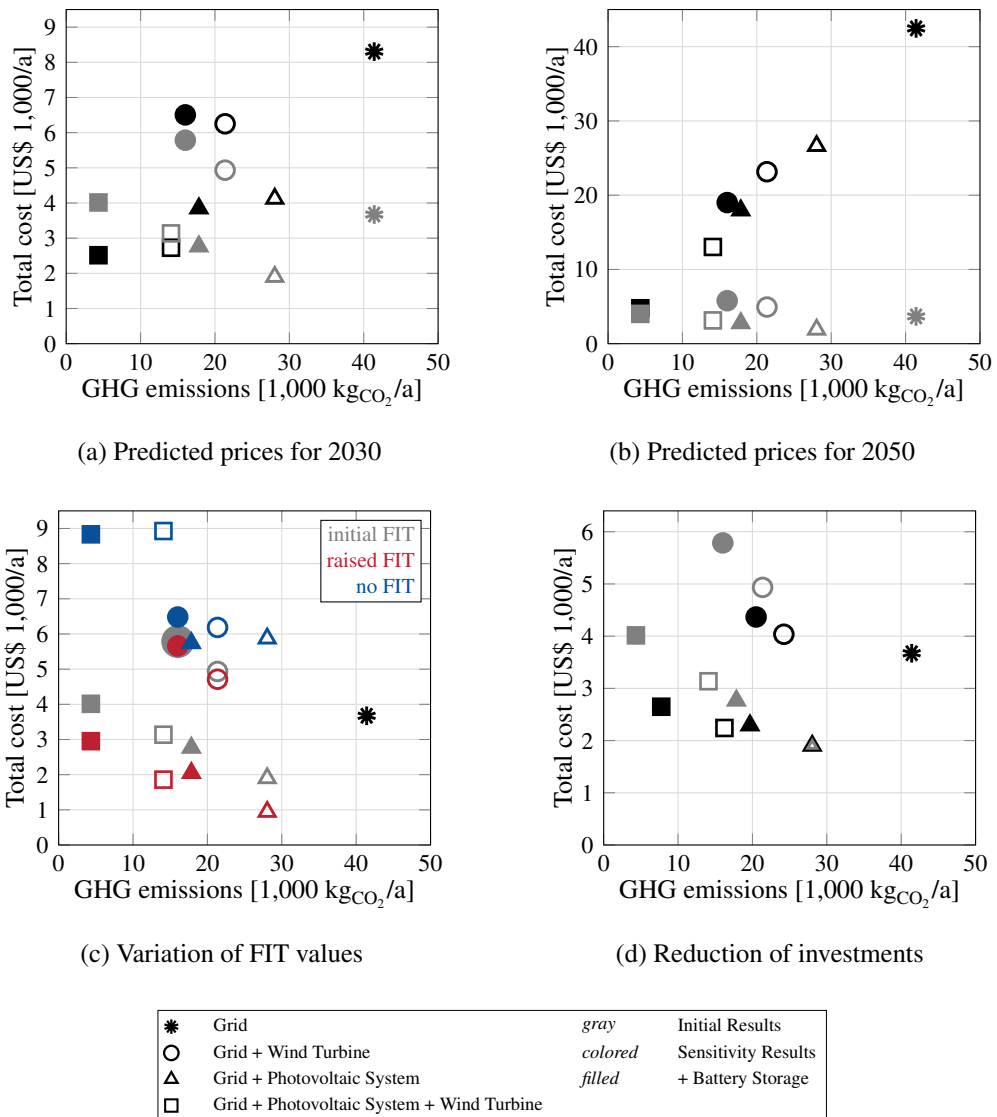 9
8
7
6
5
4
3
2
1
0
Total cost [US$ 1,000/a]
0 10 20 30 40 50
GHG emissions [1,000 kg_CO₂/a]
(a) Predicted prices for 2030
40
30
20
10
0
Total cost [US$ 1,000/a]
0 10 20 30 40 50
GHG emissions [1,000 kg_CO₂/a]
(b) Predicted prices for 2050
9
8
7
6
5
4
3
2
1
0
Total cost [US$ 1,000/a]
initial FIT
raised FIT
no FIT
0 10 20 30 40 50
GHG emissions [1,000 kg_CO₂/a]
(c) Variation of FIT values
6
5
4
3
2
1
0
Total cost [US$ 1,000/a]
0 10 20 30 40 50
GHG emissions [1,000 kg_CO₂/a]
(d) Reduction of investments
Grid gray Initial Results
Grid + Wind Turbine colored Sensitivity Results
Grid + Photovoltaic System filled + Battery Storage
Grid + Photovoltaic System + Wind Turbine